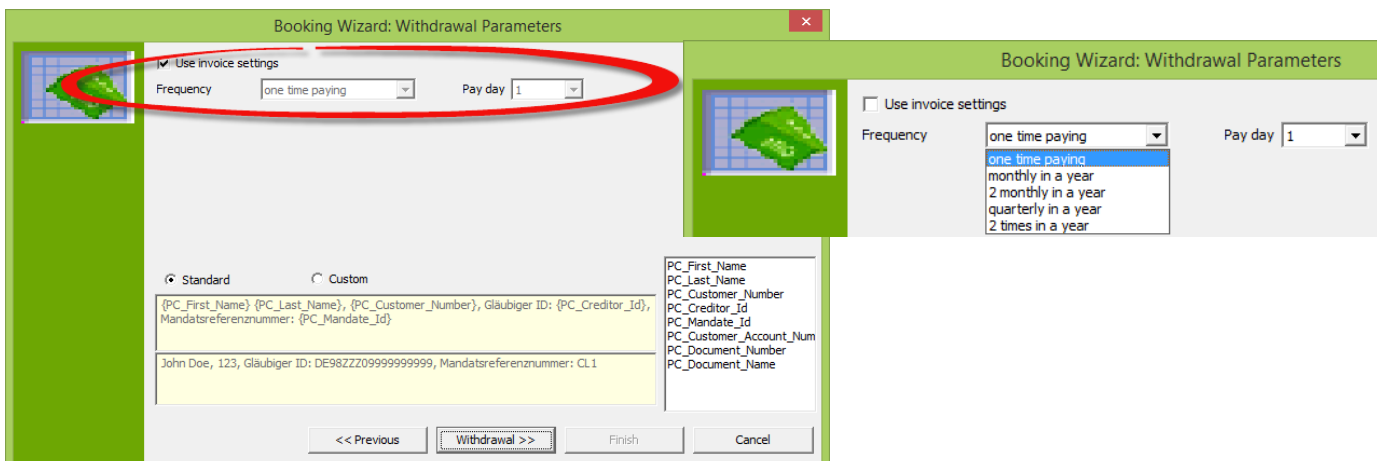 Booking Wizard: Withdrawal Parameters
Use invoice settings
Frequency one time paying Pay day 1
Standard Custom
{PC_First_Name} {PC_Last_Name}, {PC_Customer_Number}, Gläubiger ID: {PC_Creditor_Id},
Mandatsreferenznummer: {PC_Mandate_Id}
John Doe, 123, Gläubiger ID: DE98ZZZ09999999999, Mandatsreferenznummer: CL1
PC_First_Name
PC_Last_Name
PC_Customer_Number
PC_Creditor_Id
PC_Mandate_Id
PC_Customer_Account_Num
PC_Document_Number
PC_Document_Name
<< Previous Withdrawal >> Finish Cancel
Booking Wizard: Withdrawal Parameters
Use invoice settings
Frequency one time paying Pay day 1
one time paying
monthly in a year
2 monthly in a year
quarterly in a year
2 times in a year